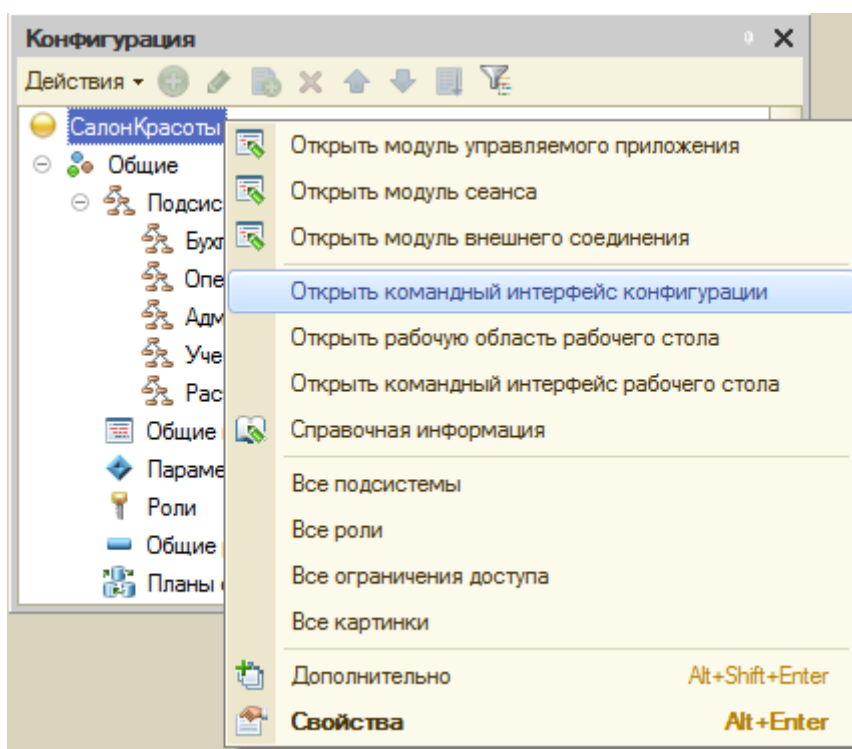 Конфигурация
Действия
СалонКрасоты
Общие
Подсис
Бухг
Опе
Адм
Уче
Рас
Общие
Параме
Роли
Общие
Планы
Открыть модуль управляемого приложения
Открыть модуль сеанса
Открыть модуль внешнего соединения
Открыть командный интерфейс конфигурации
Открыть рабочую область рабочего стола
Открыть командный интерфейс рабочего стола
Справочная информация
Все подсистемы
Все роли
Все ограничения доступа
Все картинки
Дополнительно Alt+Shift+Enter
Свойства Alt+Enter